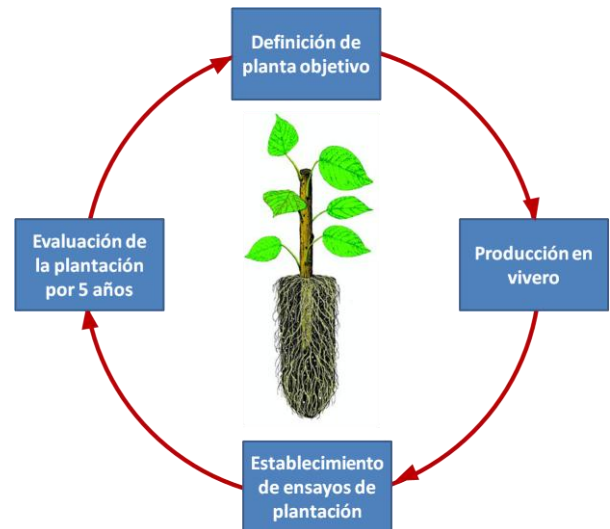 Definición de
planta objetivo
Producción en
vivero
Establecimiento
de ensayos de
plantación
Evaluación de
la plantación
por 5 años